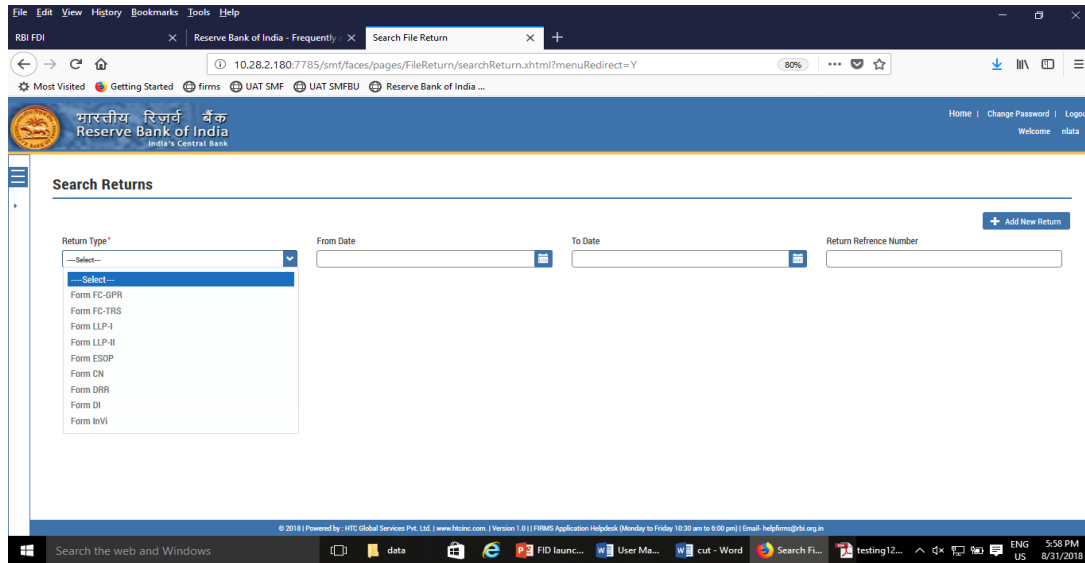 File Edit View History Bookmarks Tools Help
RBI FDI
Reserve Bank of India - Frequently
Search File Return
10.28.2.180:7785/smf/faces/pages/FileReturn/searchReturn.xhtml?menuRedirect=Y
80%
Most Visited Getting Started firms UAT SMF UAT SMFBU Reserve Bank of India ...
भारतीय रिज़र्व बैंक
Reserve Bank of India
India's Central Bank
Home | Change Password | Logou
Welcome nlata
Search Returns
Add New Return
Return Type* From Date To Date Return Refrence Number
----Select---
----Select---
Form FC-GPR
Form FC-TRS
Form LLP-I
Form LLP-II
Form ESOP
Form CN
Form DRR
Form DI
Form InVi
© 2018 | Powered by : HTC Global Services Pvt. Ltd. | www.htcinc.com. | Version 1.0 | | FIRMS Application Helpdesk (Monday to Friday 10:30 am to 6:00 pm) | Email- helpfirms@rbi.org.in
Search the web and Windows data FID launc... User Ma... cut - Word Search Fi... testing12... ENG 5:58 PM
US 8/31/2018